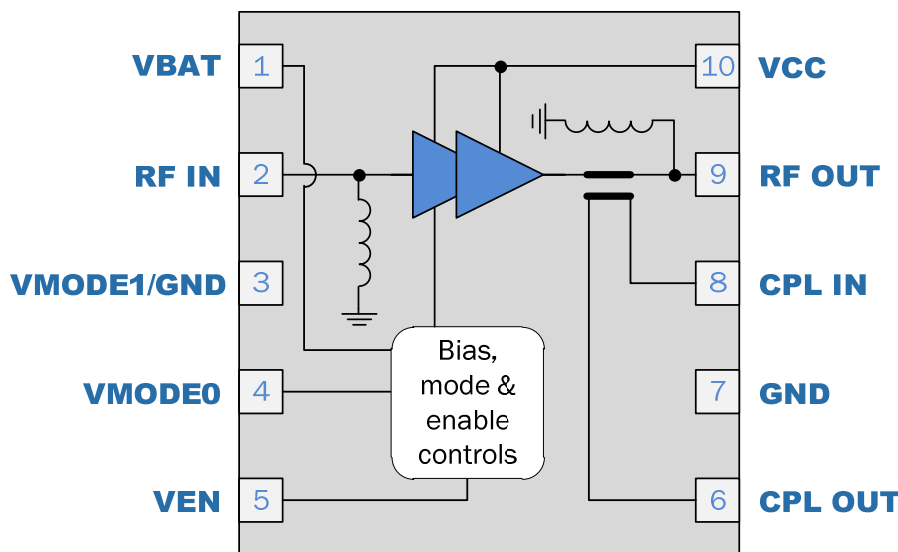 VBAT 1 10 VCC
RF IN 2 9 RF OUT
VMODE1/GND 3 8 CPL IN
Bias,
mode &
VMODE0 4 7 GND
enable
controls
VEN 5 6 CPL OUT